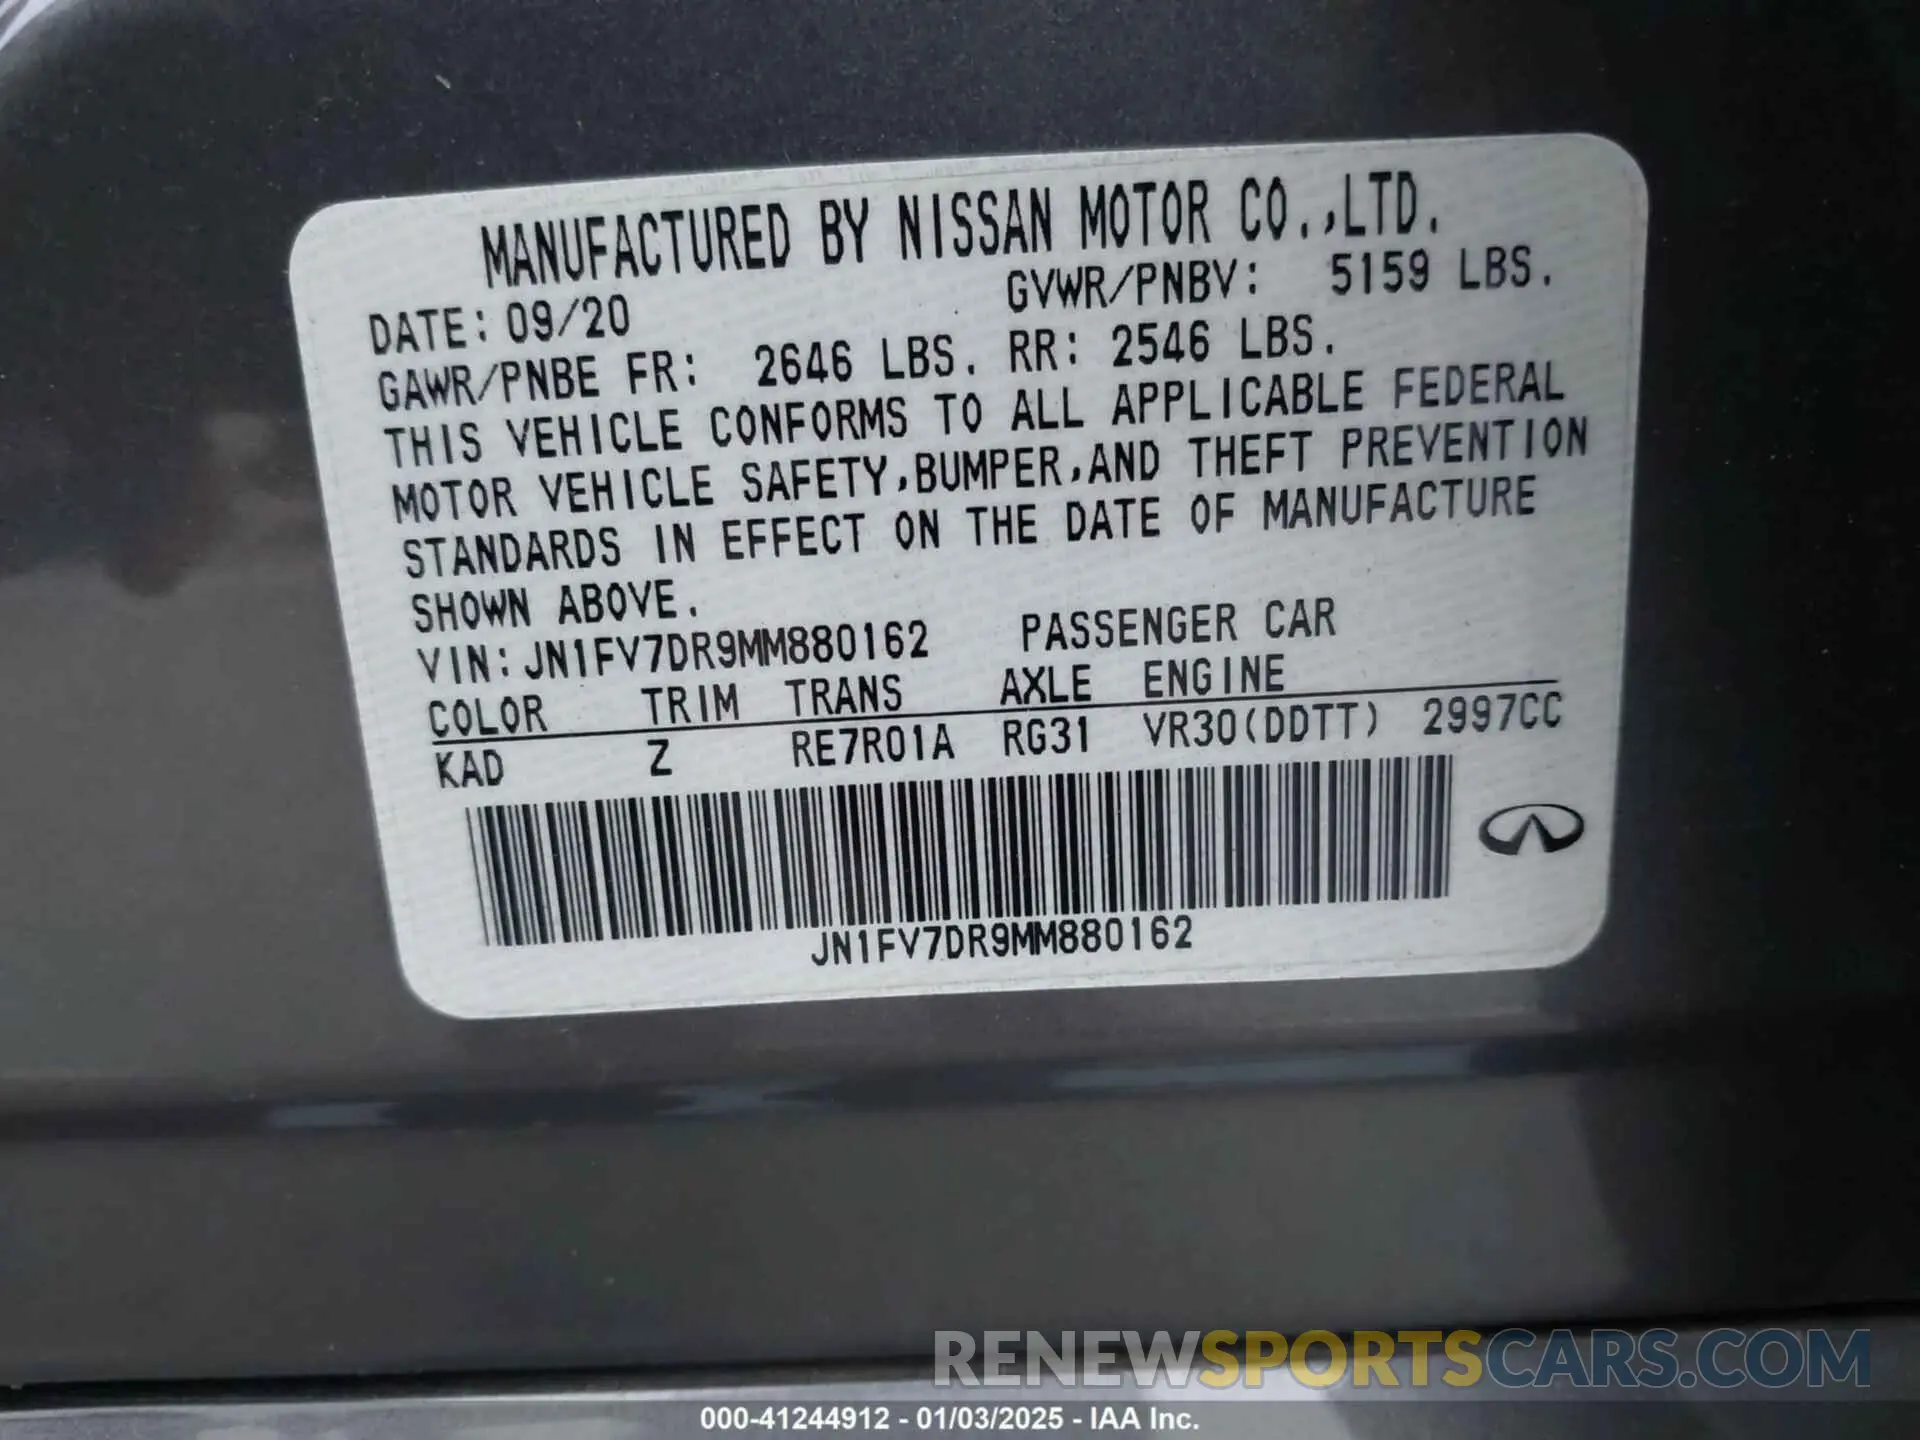 MANUFACTURED BY NISSAN MOTOR CO.,LTD.
DATE: 09/20 GVWR/PNBV: 5159 LBS.
GAWR/PNBE FR: 2646 LBS. RR: 2546 LBS.
THIS VEHICLE CONFORMS TO ALL APPLICABLE FEDERAL
MOTOR VEHICLE SAFETY,BUMPER,AND THEFT PREVENTION
STANDARDS IN EFFECT ON THE DATE OF MANUFACTURE
SHOWN ABOVE.
VIN: JN1FV7DR9MM880162 PASSENGER CAR
COLOR TRIM TRANS AXLE ENGINE
KAD Z RE7R01A RG31 VR30(DDTT) 2997CC
JN1FV7DR9MM880162
RENEWSPORTSCARS.COM
000-41244912 - 01/03/2025 - IAA Inc.